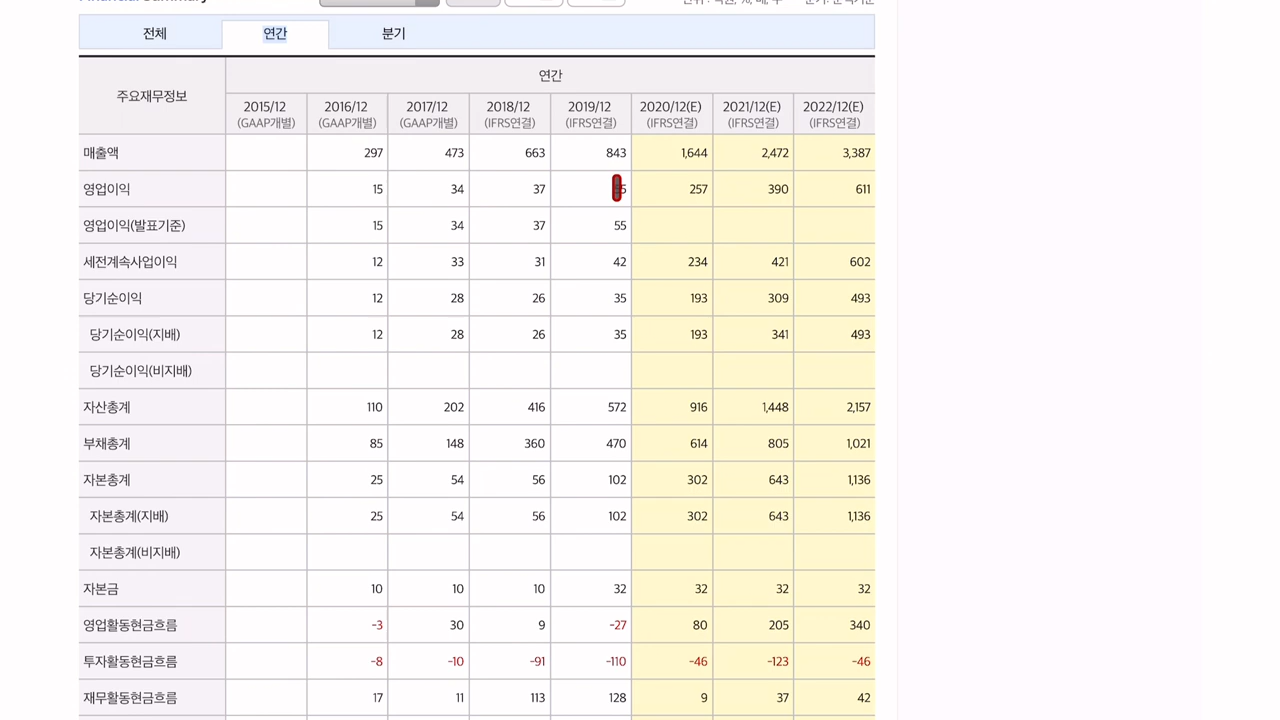 전체 연간 분기
주요재무정보 연간
2015/12 2016/12 2017/12 2018/12 2019/12 2020/12(E) 2021/12(E) 2022/12(E)
(GAAP개별) (GAAP개별) (GAAP개별) (IFRS연결) (IFRS연결) (IFRS연결) (IFRS연결) (IFRS연결)
매출액 297 473 663 843 1,644 2,472 3,387
영업이익 15 34 37 257 390 611
영업이익(발표기준) 15 34 37 55
세전계속사업이익 12 33 31 42 234 421 602
당기순이익 12 28 26 35 193 309 493
당기순이익(지배) 12 28 26 35 193 341 493
당기순이익(비지배)
자산총계 110 202 416 572 916 1,448 2,157
부채총계 85 148 360 470 614 805 1,021
자본총계 25 54 56 102 302 643 1,136
자본총계(지배) 25 54 56 102 302 643 1,136
자본총계(비지배)
자본금 10 10 10 32 32 32 32
영업활동현금흐름 -3 30 9 -27 80 205 340
투자활동현금흐름 -8 -10 -91 -110 -46 -123 -46
재무활동현금흐름 17 11 113 128 9 37 42